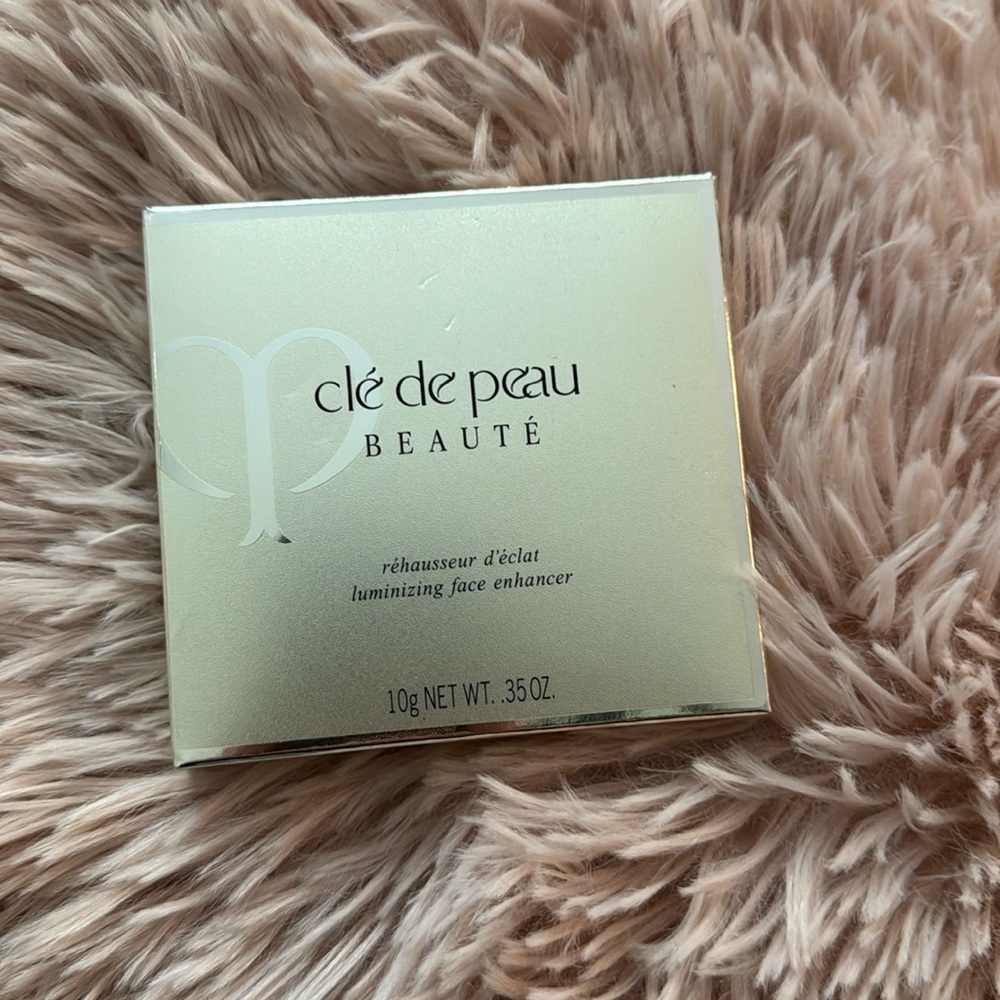 clé de peau
BEAUTÉ
réhausseur d'éclat
luminizing face enhancer
10g NET WT. .35 OZ.